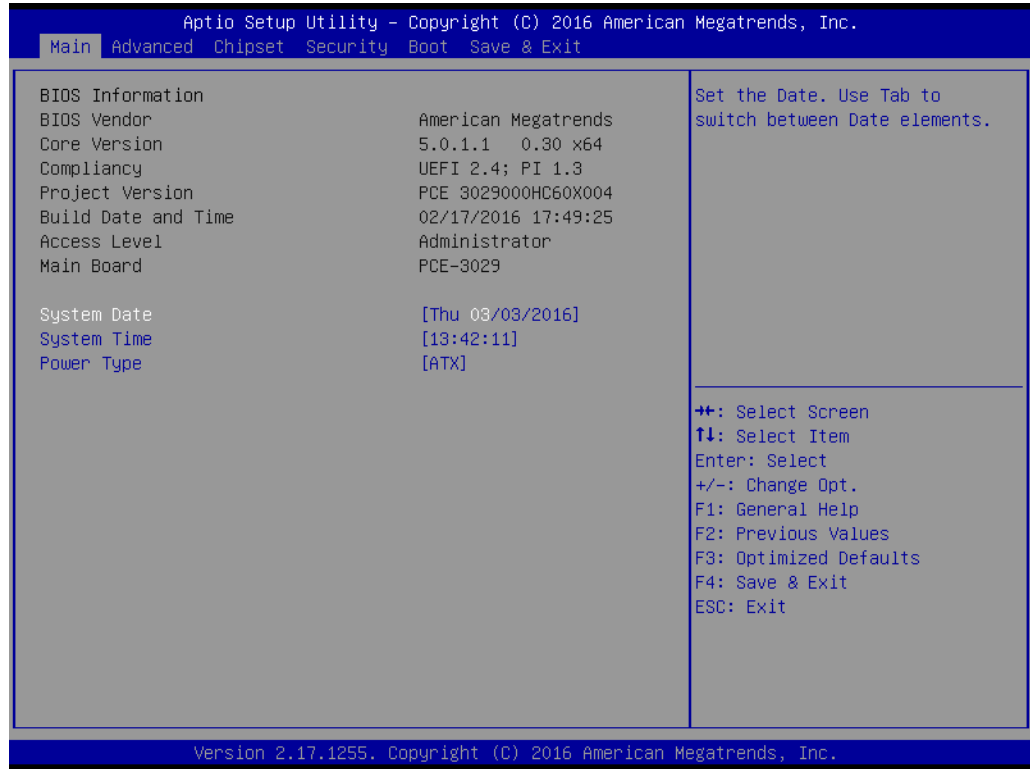 Aptio Setup Utility – Copyright (C) 2016 American Megatrends, Inc.
Main Advanced Chipset Security Boot Save & Exit
BIOS Information
BIOS Vendor American Megatrends
Core Version 5.0.1.1 0.30 x64
Compliancy UEFI 2.4; PI 1.3
Project Version PCE 3029000HC60X004
Build Date and Time 02/17/2016 17:49:25
Access Level Administrator
Main Board PCE-3029
System Date [Thu 03/03/2016]
System Time [13:42:11]
Power Type [ATX]
Set the Date. Use Tab to
switch between Date elements.
→←: Select Screen
↑↓: Select Item
Enter: Select
+/-: Change Opt.
F1: General Help
F2: Previous Values
F3: Optimized Defaults
F4: Save & Exit
ESC: Exit
Version 2.17.1255. Copyright (C) 2016 American Megatrends, Inc.